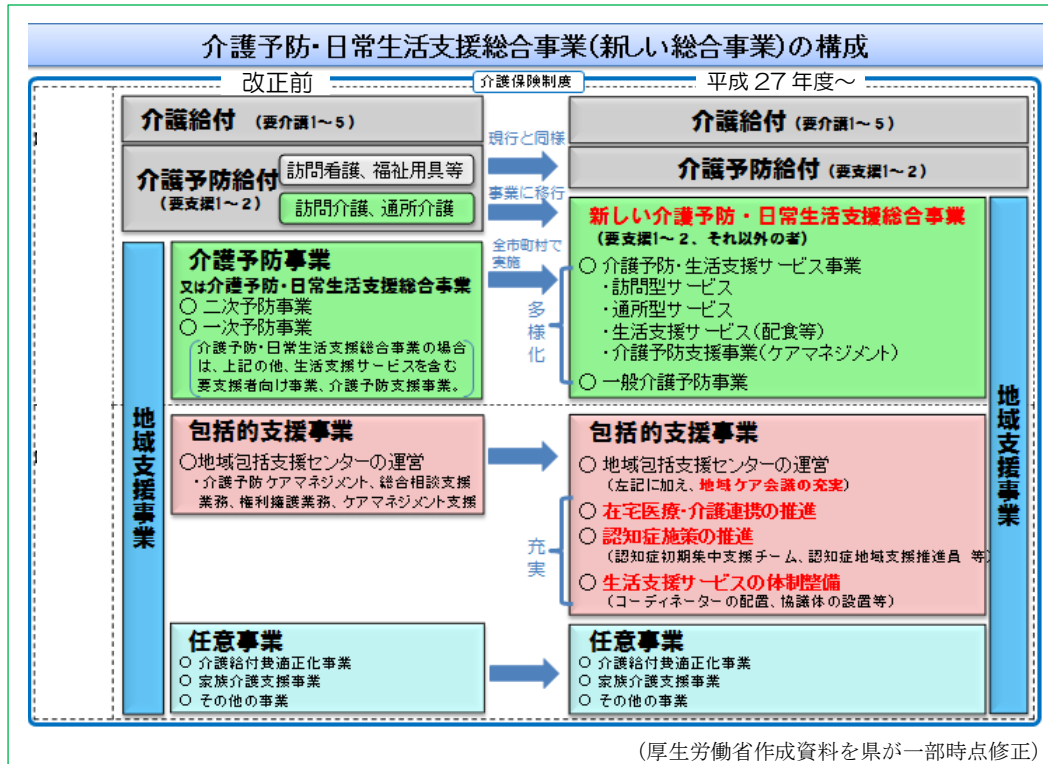 介護予防・日常生活支援総合事業(新しい総合事業)の構成
改正前
介護保険制度
平成27年度~
介護給付 (要介護1~5)
介護予防給付
(要支援1~2)
訪問看護、福祉用具等
訪問介護、通所介護
現行と同様
事業に移行
全市町村で
実施
多
様
化
介護給付 (要介護1~5)
介護予防給付 (要支援1~2)
地域支援事業
介護予防事業
又は介護予防・日常生活支援総合事業
○ 二次予防事業
○ 一次予防事業
介護予防・日常生活支援総合事業の場合
は、上記の他、生活支援サービスを含む
要支援者向け事業、介護予防支援事業。
新しい介護予防・日常生活支援総合事業
(要支援1~2、それ以外の者)
○ 介護予防・生活支援サービス事業
・訪問型サービス
・通所型サービス
・生活支援サービス(配食等)
・介護予防支援事業(ケアマネジメント)
○ 一般介護予防事業
包括的支援事業
○地域包括支援センターの運営
・介護予防ケアマネジメント、総合相談支援
業務、権利擁護業務、ケアマネジメント支援
充
実
包括的支援事業
○ 地域包括支援センターの運営
(左記に加え、地域ケア会議の充実)
○ 在宅医療・介護連携の推進
○ 認知症施策の推進
(認知症初期集中支援チーム、認知症地域支援推進員 等)
○ 生活支援サービスの体制整備
(コーディネーターの配置、協議体の設置等)
地域支援事業
任意事業
○ 介護給付費適正化事業
○ 家族介護支援事業
○ その他の事業
任意事業
○ 介護給付費適正化事業
○ 家族介護支援事業
○ その他の事業
(厚生労働省作成資料を県が一部時点修正)